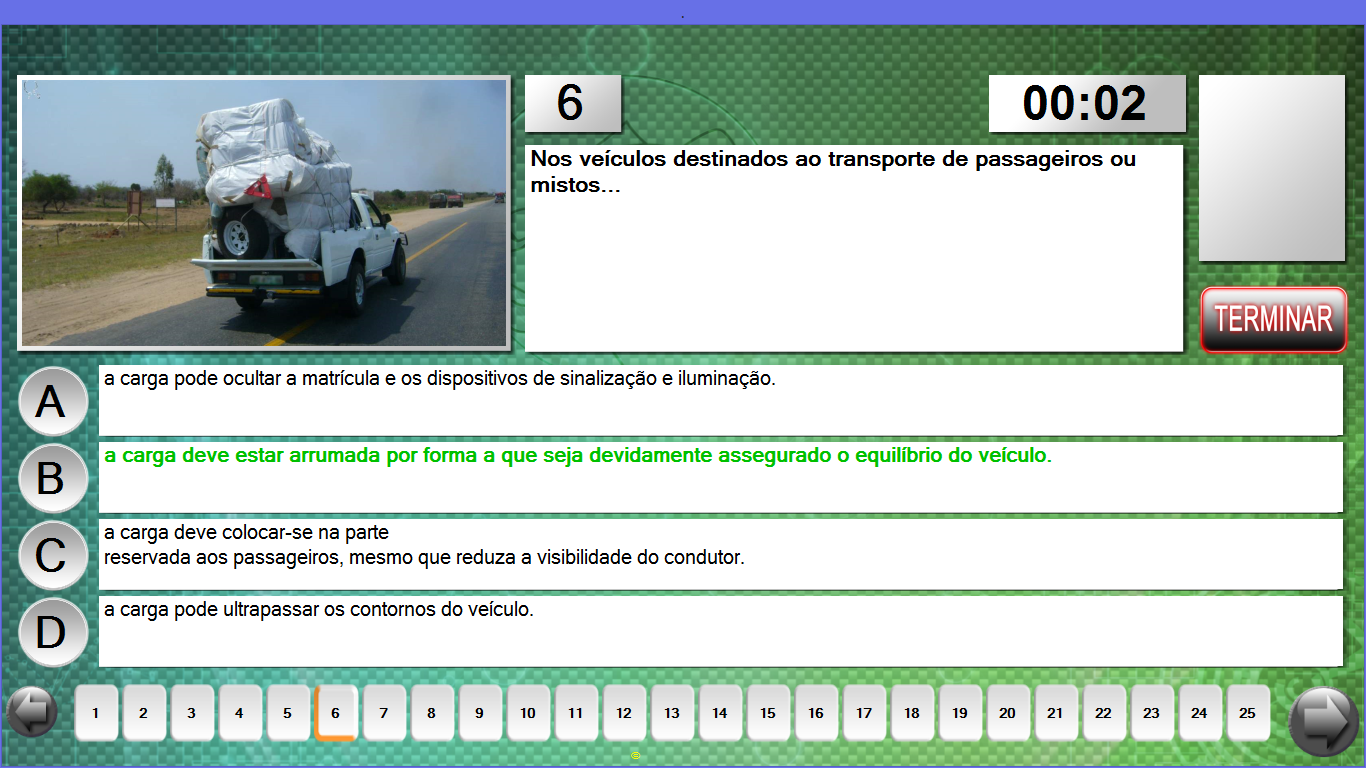 6
00:02
Nos veículos destinados ao transporte de passageiros ou
mistos...
TERMINAR
A
a carga pode ocultar a matrícula e os dispositivos de sinalização e iluminação.
B
a carga deve estar arrumada por forma a que seja devidamente assegurado o equilíbrio do veículo.
C
a carga deve colocar-se na parte
reservada aos passageiros, mesmo que reduza a visibilidade do condutor.
D
a carga pode ultrapassar os contornos do veículo.
1 2 3 4 5 6 7 8 9 10 11 12 13 14 15 16 17 18 19 20 21 22 23 24 25